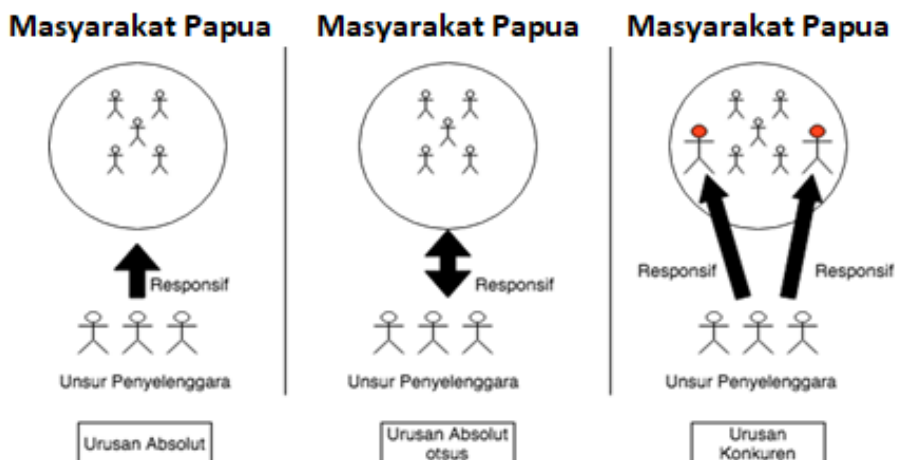 Masyarakat Papua
Responsif
Unsur Penyelenggara
Urusan Absolut
Masyarakat Papua
Responsif
Unsur Penyelenggara
Urusan Absolut
otsus
Masyarakat Papua
Responsif
Responsif
Unsur Penyelenggara
Urusan
Konkuren